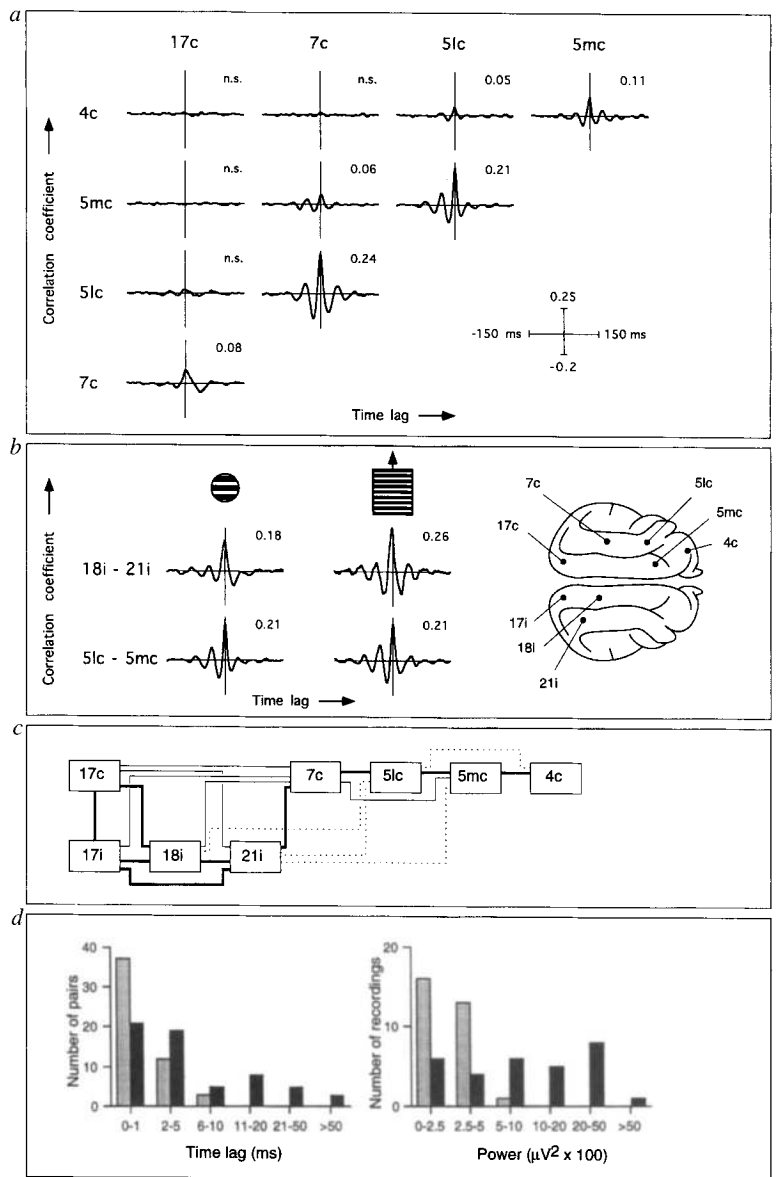 a
17c 7c 5lc 5mc
4c n.s. n.s. 0.05 0.11
5mc n.s. 0.06 0.21
5lc n.s. 0.24
7c 0.08
Correlation coefficient
0.25
-150 ms 150 ms
-0.2
Time lag
b
Correlation coefficient
18i - 21i 0.18 0.26
5lc - 5mc 0.21 0.21
Time lag
7c 5lc
17c 5mc
4c
17i
18i
21i
c
17c 7c 5lc 5mc 4c
17i 18i 21i
d
Number of pairs
40
30
20
10
0
0-1 2-5 6-10 11-20 21-50 >50
Time lag (ms)
Number of recordings
20
10
0
0-2.5 2.5-5 5-10 10-20 20-50 >50
Power (µV² x 100)